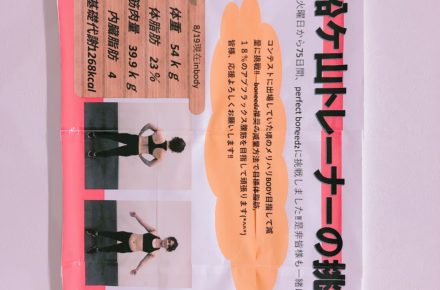 船ケ山トレーナーの挑
火曜日から75日間、perfect boneedzに挑戦しました‼是非皆様も一緒に
コンテストに出場していた頃のメリハリBODY目指して減
量に挑戦‼ boneedz推奨の減量方法で目標体脂肪、
18%のアブフラックス腹筋を目指して頑張ります(*^^*)
皆様、応援よろしくお願いします‼
8/19現在inbody
体重 54kg
体脂肪 23%
筋肉量 39.9kg
内臓脂肪 4
基礎代謝1268kcal